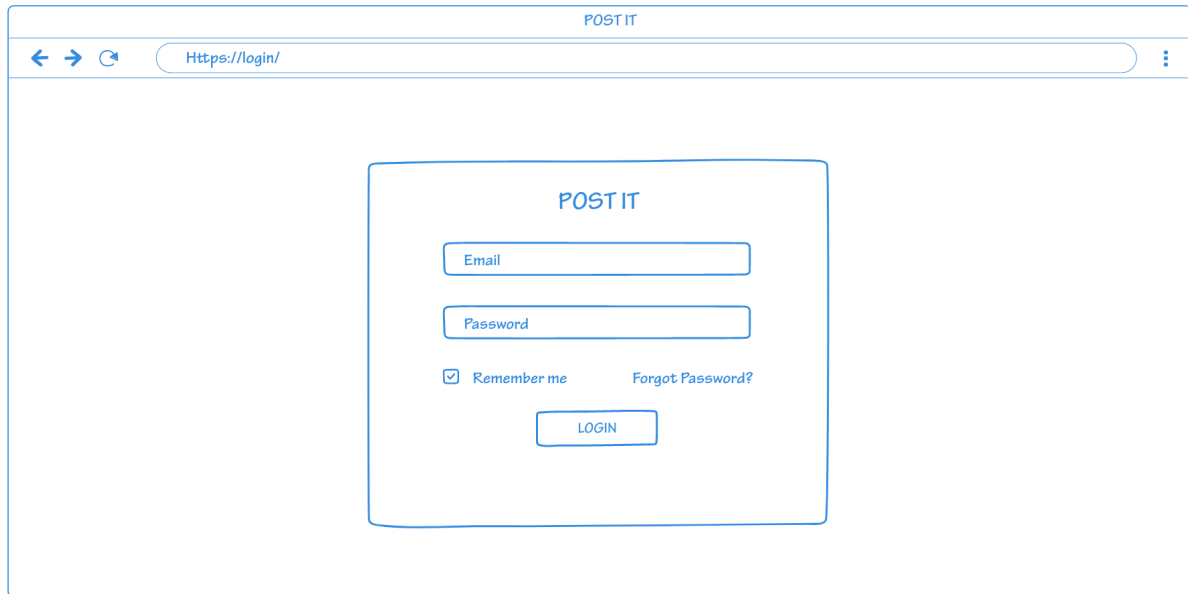 POST IT
Https://login/
POST IT
Email
Password
Remember me Forgot Password?
LOGIN